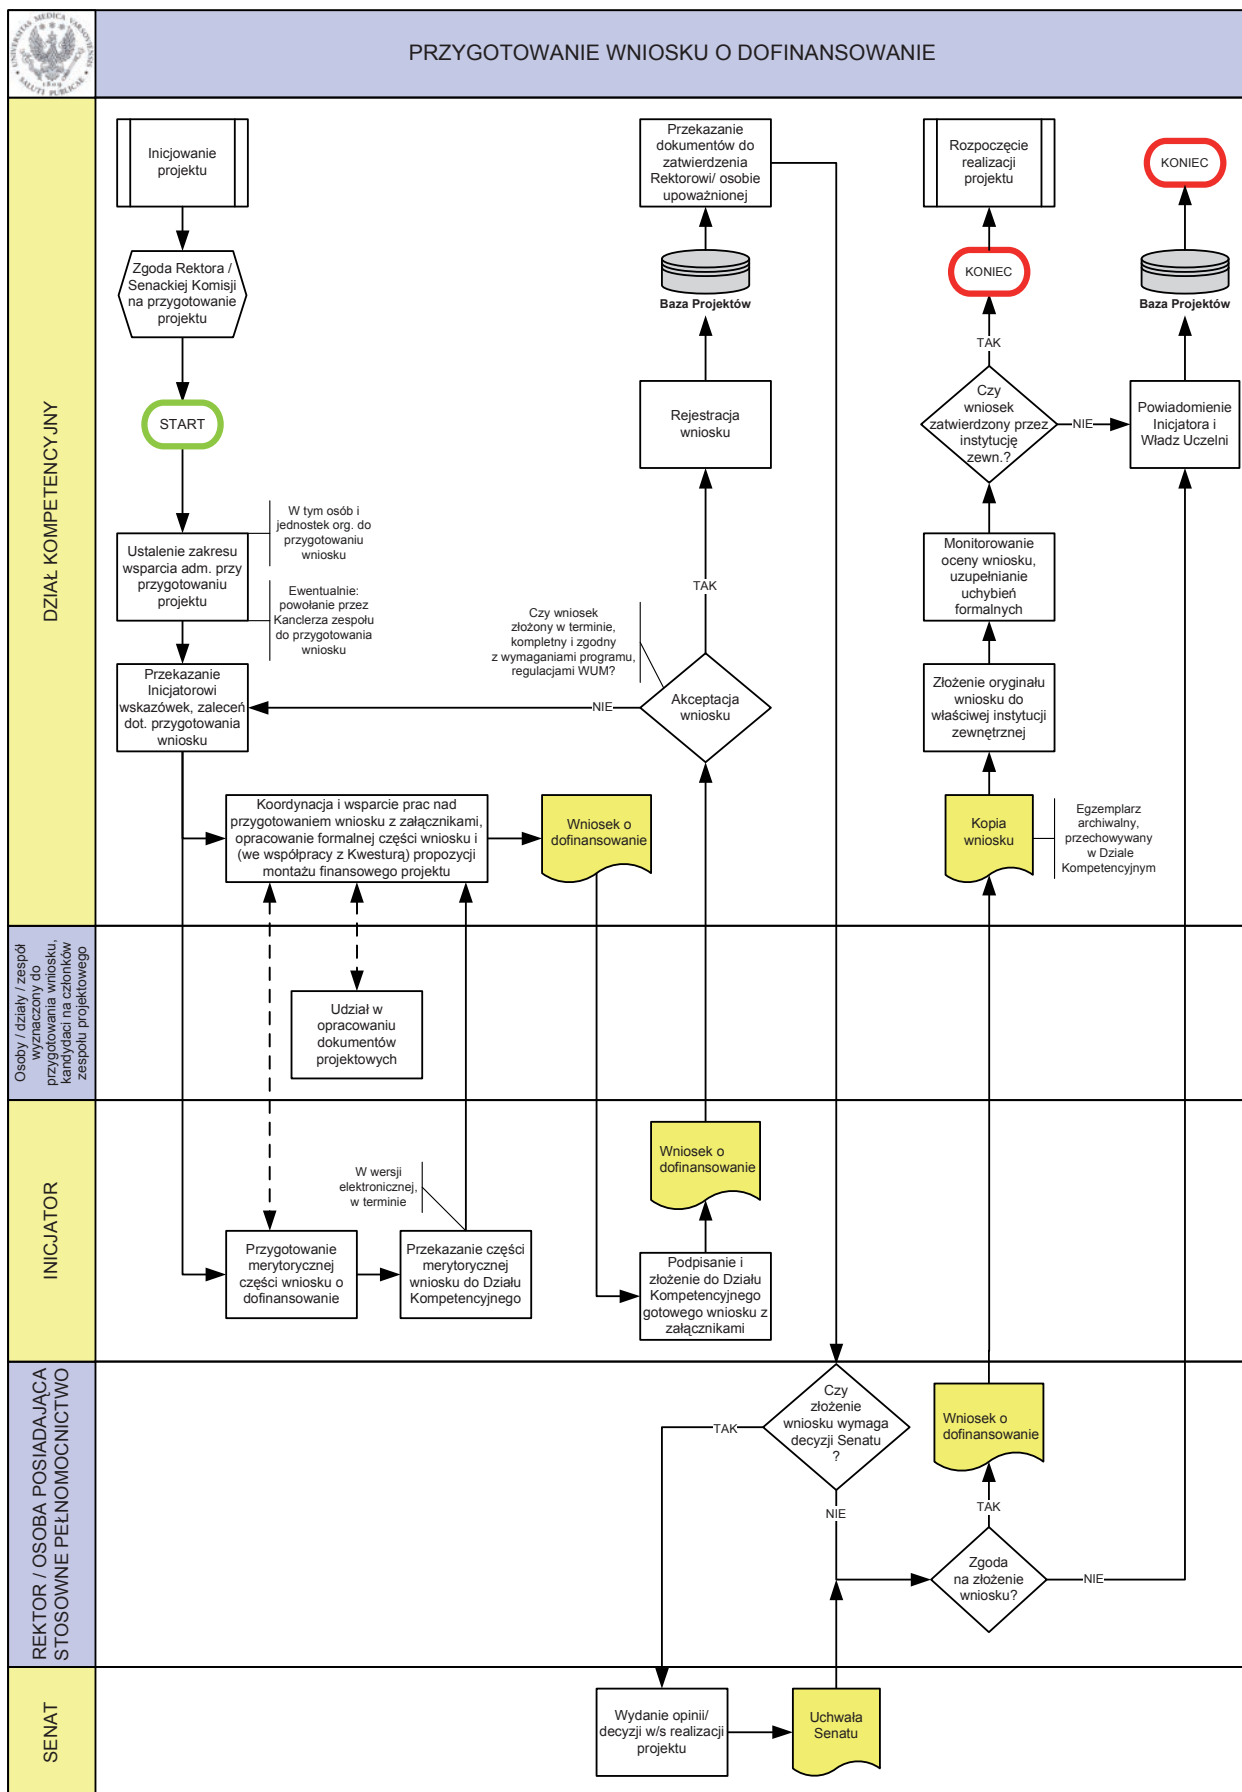 UNIVERSITAS MEDICA VARSOVIENSIS
1809
SALUTI PUBLICAE
PRZYGOTOWANIE WNIOSKU O DOFINANSOWANIE
DZIAŁ KOMPETENCYJNY
Inicjowanie
projektu
Zgoda Rektora /
Senackiej Komisji
na przygotowanie
projektu
START
W tym osób i
jednostek org. do
przygotowaniu
wniosku
Ustalenie zakresu
wsparcia adm. przy
przygotowaniu
projektu
Ewentualnie:
powołanie przez
Kanclerza zespołu
do przygotowania
wniosku
Przekazanie
Inicjatorowi
wskazówek, zaleceń
dot. przygotowania
wniosku
Koordynacja i wsparcie prac nad
przygotowaniem wniosku z załącznikami,
opracowanie formalnej części wniosku i
(we współpracy z Kwesturą) propozycji
montażu finansowego projektu
Wniosek o
dofinansowanie
Przekazanie
dokumentów do
zatwierdzenia
Rektorowi/ osobie
upoważnionej
Baza Projektów
Rejestracja
wniosku
TAK
Czy wniosek
złożony w terminie,
kompletny i zgodny
z wymaganiami programu,
regulacjami WUM?
Akceptacja
wniosku
NIE
Rozpoczęcie
realizacji
projektu
KONIEC
TAK
Czy
wniosek
zatwierdzony przez
instytucję
zewn.?
NIE
KONIEC
Baza Projektów
Powiadomienie
Inicjatora i
Władz Uczelni
Monitorowanie
oceny wniosku,
uzupełnianie
uchybień
formalnych
Złożenie oryginału
wniosku do
właściwej instytucji
zewnętrznej
Kopia
wniosku
Egzemplarz
archiwalny,
przechowywany
w Dziale
Kompetencyjnym
Osoby / działy / zespół
wyznaczony do
przygotowania wniosku,
kandydaci na członków
zespołu projektowego
Udział w
opracowaniu
dokumentów
projektowych
INICJATOR
W wersji
elektronicznej,
w terminie
Przygotowanie
merytorycznej
części wniosku o
dofinansowanie
Przekazanie części
merytorycznej
wniosku do Działu
Kompetencyjnego
Wniosek o
dofinansowanie
Podpisanie i
złożenie do Działu
Kompetencyjnego
gotowego wniosku z
załącznikami
REKTOR / OSOBA POSIADAJĄCA
STOSOWNE PEŁNOMOCNICTWO
Czy
złożenie
wniosku wymaga
decyzji Senatu
?
TAK
NIE
Wniosek o
dofinansowanie
TAK
Zgoda
na złożenie
wniosku?
NIE
SENAT
Wydanie opinii/
decyzji w/s realizacji
projektu
Uchwała
Senatu